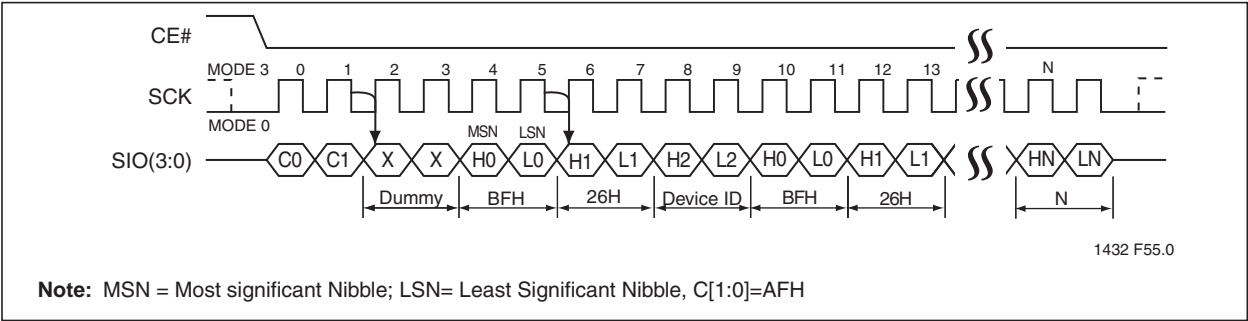 CE#
MODE 3 0 1 2 3 4 5 6 7 8 9 10 11 12 13 N
SCK
MODE 0
MSN LSN
SIO(3:0) C0 C1 X X H0 L0 H1 L1 H2 L2 H0 L0 H1 L1 HN LN
Dummy BFH 26H Device ID BFH 26H N
1432 F55.0
Note: MSN = Most significant Nibble; LSN= Least Significant Nibble, C[1:0]=AFH